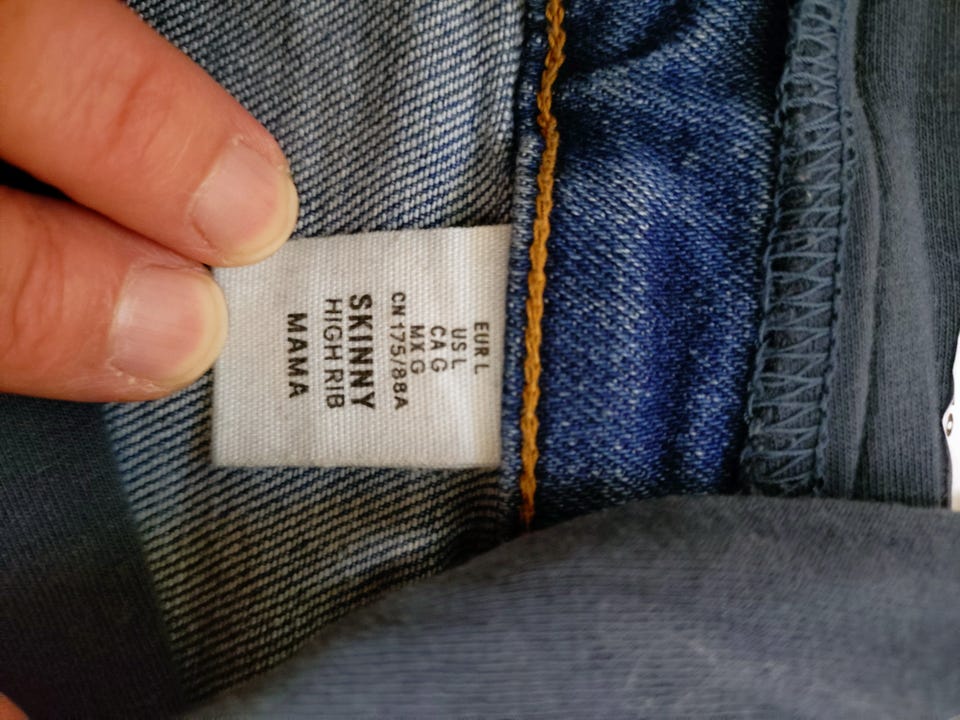 EUR L
US L
CA G
MX G
CN 175/88A
SKINNY
HIGH RIB
MAMA